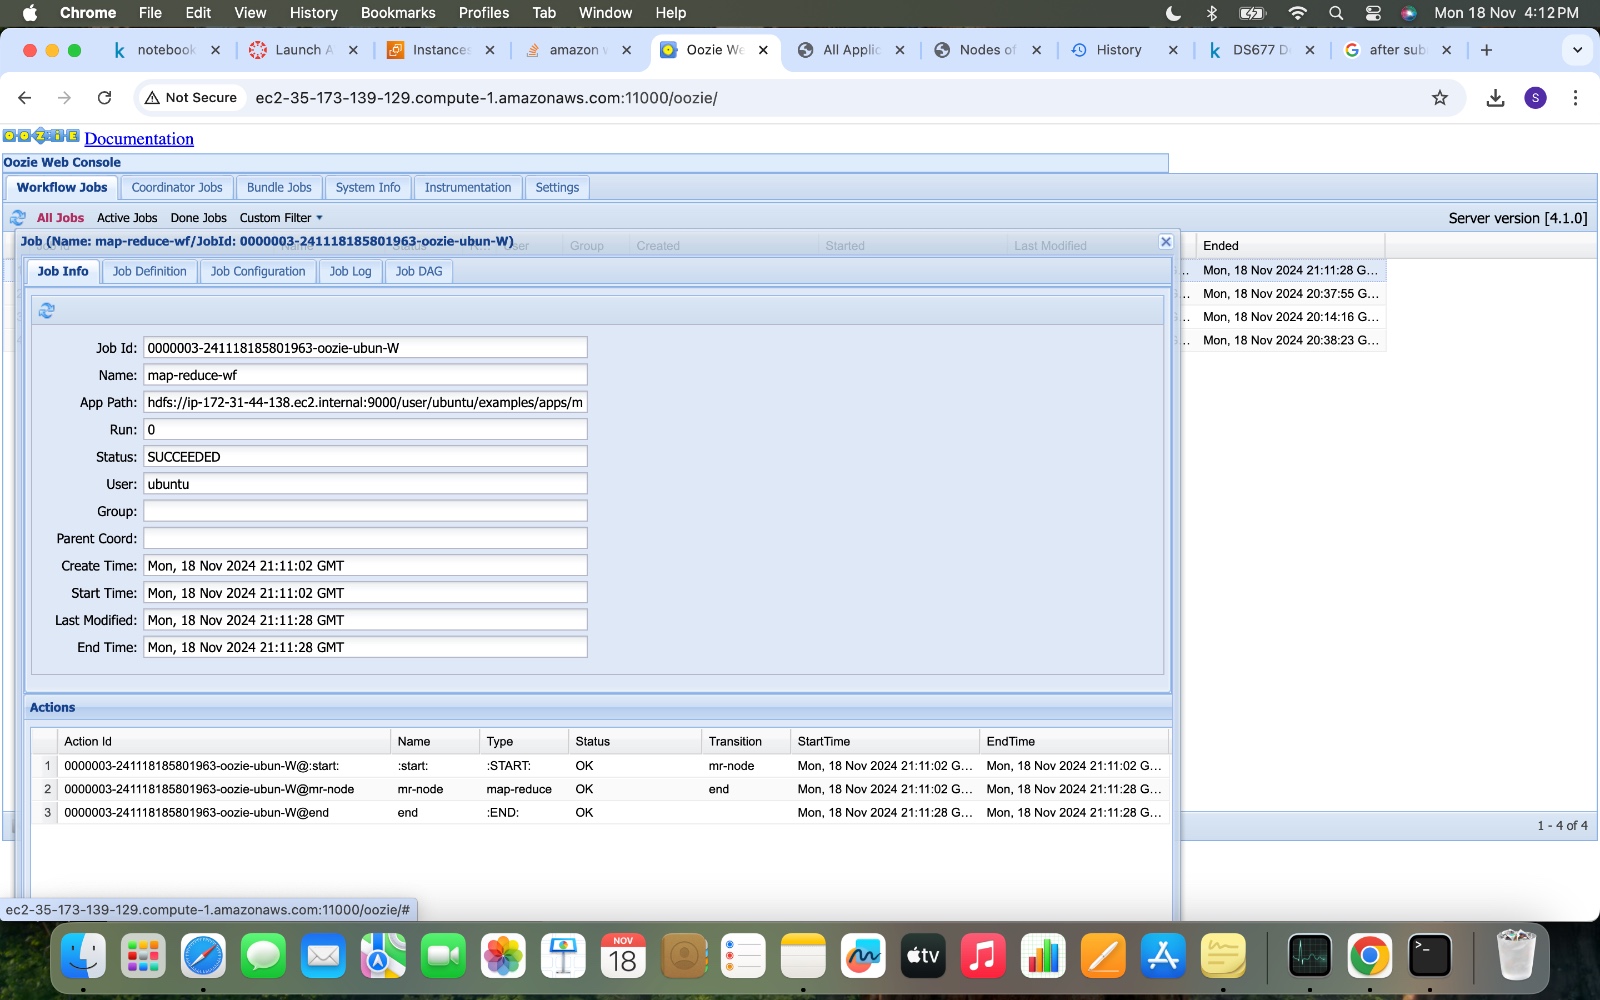 Chrome File Edit View History Bookmarks Profiles Tab Window Help Mon 18 Nov 4:12 PM
notebook Launch A Instances amazon w Oozie We All Applic Nodes of History DS677 D after sub
Not Secure ec2-35-173-139-129.compute-1.amazonaws.com:11000/oozie/ S
OOZIE Documentation
Oozie Web Console
Workflow Jobs Coordinator Jobs Bundle Jobs System Info Instrumentation Settings
All Jobs Active Jobs Done Jobs Custom Filter Server version [4.1.0]
Job (Name: map-reduce-wf/JobId: 0000003-241118185801963-oozie-ubun-W) Group Created Started Last Modified Ended
Job Info Job Definition Job Configuration Job Log Job DAG
Mon, 18 Nov 2024 21:11:28 G...
Mon, 18 Nov 2024 20:37:55 G...
Mon, 18 Nov 2024 20:14:16 G...
Mon, 18 Nov 2024 20:38:23 G...
Job Id: 0000003-241118185801963-oozie-ubun-W
Name: map-reduce-wf
App Path: hdfs://ip-172-31-44-138.ec2.internal:9000/user/ubuntu/examples/apps/m
Run: 0
Status: SUCCEEDED
User: ubuntu
Group:
Parent Coord:
Create Time: Mon, 18 Nov 2024 21:11:02 GMT
Start Time: Mon, 18 Nov 2024 21:11:02 GMT
Last Modified: Mon, 18 Nov 2024 21:11:28 GMT
End Time: Mon, 18 Nov 2024 21:11:28 GMT
Actions
Action Id Name Type Status Transition StartTime EndTime
1 0000003-241118185801963-oozie-ubun-W@:start: :start: :START: OK mr-node Mon, 18 Nov 2024 21:11:02 G... Mon, 18 Nov 2024 21:11:02 G...
2 0000003-241118185801963-oozie-ubun-W@mr-node mr-node map-reduce OK end Mon, 18 Nov 2024 21:11:02 G... Mon, 18 Nov 2024 21:11:28 G...
3 0000003-241118185801963-oozie-ubun-W@end end :END: OK Mon, 18 Nov 2024 21:11:28 G... Mon, 18 Nov 2024 21:11:28 G...
1 - 4 of 4
ec2-35-173-139-129.compute-1.amazonaws.com:11000/oozie/#
NOV
18
tv